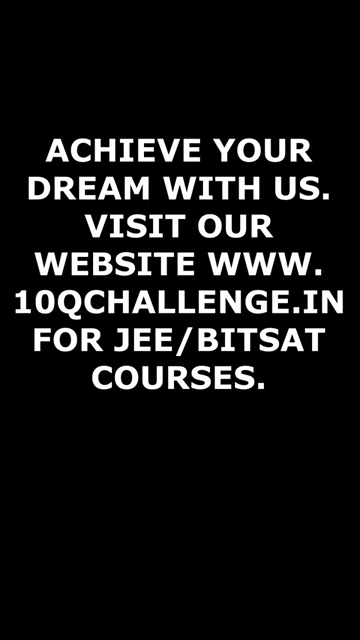 ACHIEVE YOUR
DREAM WITH US.
VISIT OUR
WEBSITE WWW.
10QCHALLENGE.IN
FOR JEE/BITSAT
COURSES.